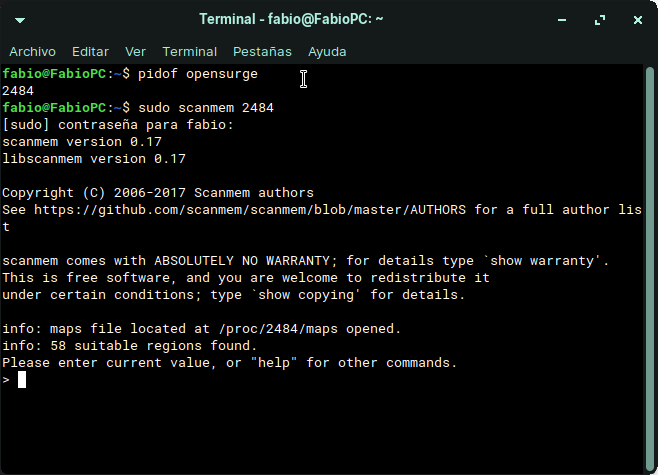 Terminal - fabio@FabioPC: ~
Archivo Editar Ver Terminal Pestañas Ayuda
fabio@FabioPC:~$ pidof opensurge
2484
fabio@FabioPC:~$ sudo scanmem 2484
[sudo] contraseña para fabio:
scanmem version 0.17
libscanmem version 0.17
Copyright (C) 2006-2017 Scanmem authors
See https://github.com/scanmem/scanmem/blob/master/AUTHORS for a full author lis
t
scanmem comes with ABSOLUTELY NO WARRANTY; for details type `show warranty'.
This is free software, and you are welcome to redistribute it
under certain conditions; type `show copying' for details.
info: maps file located at /proc/2484/maps opened.
info: 58 suitable regions found.
Please enter current value, or "help" for other commands.
>